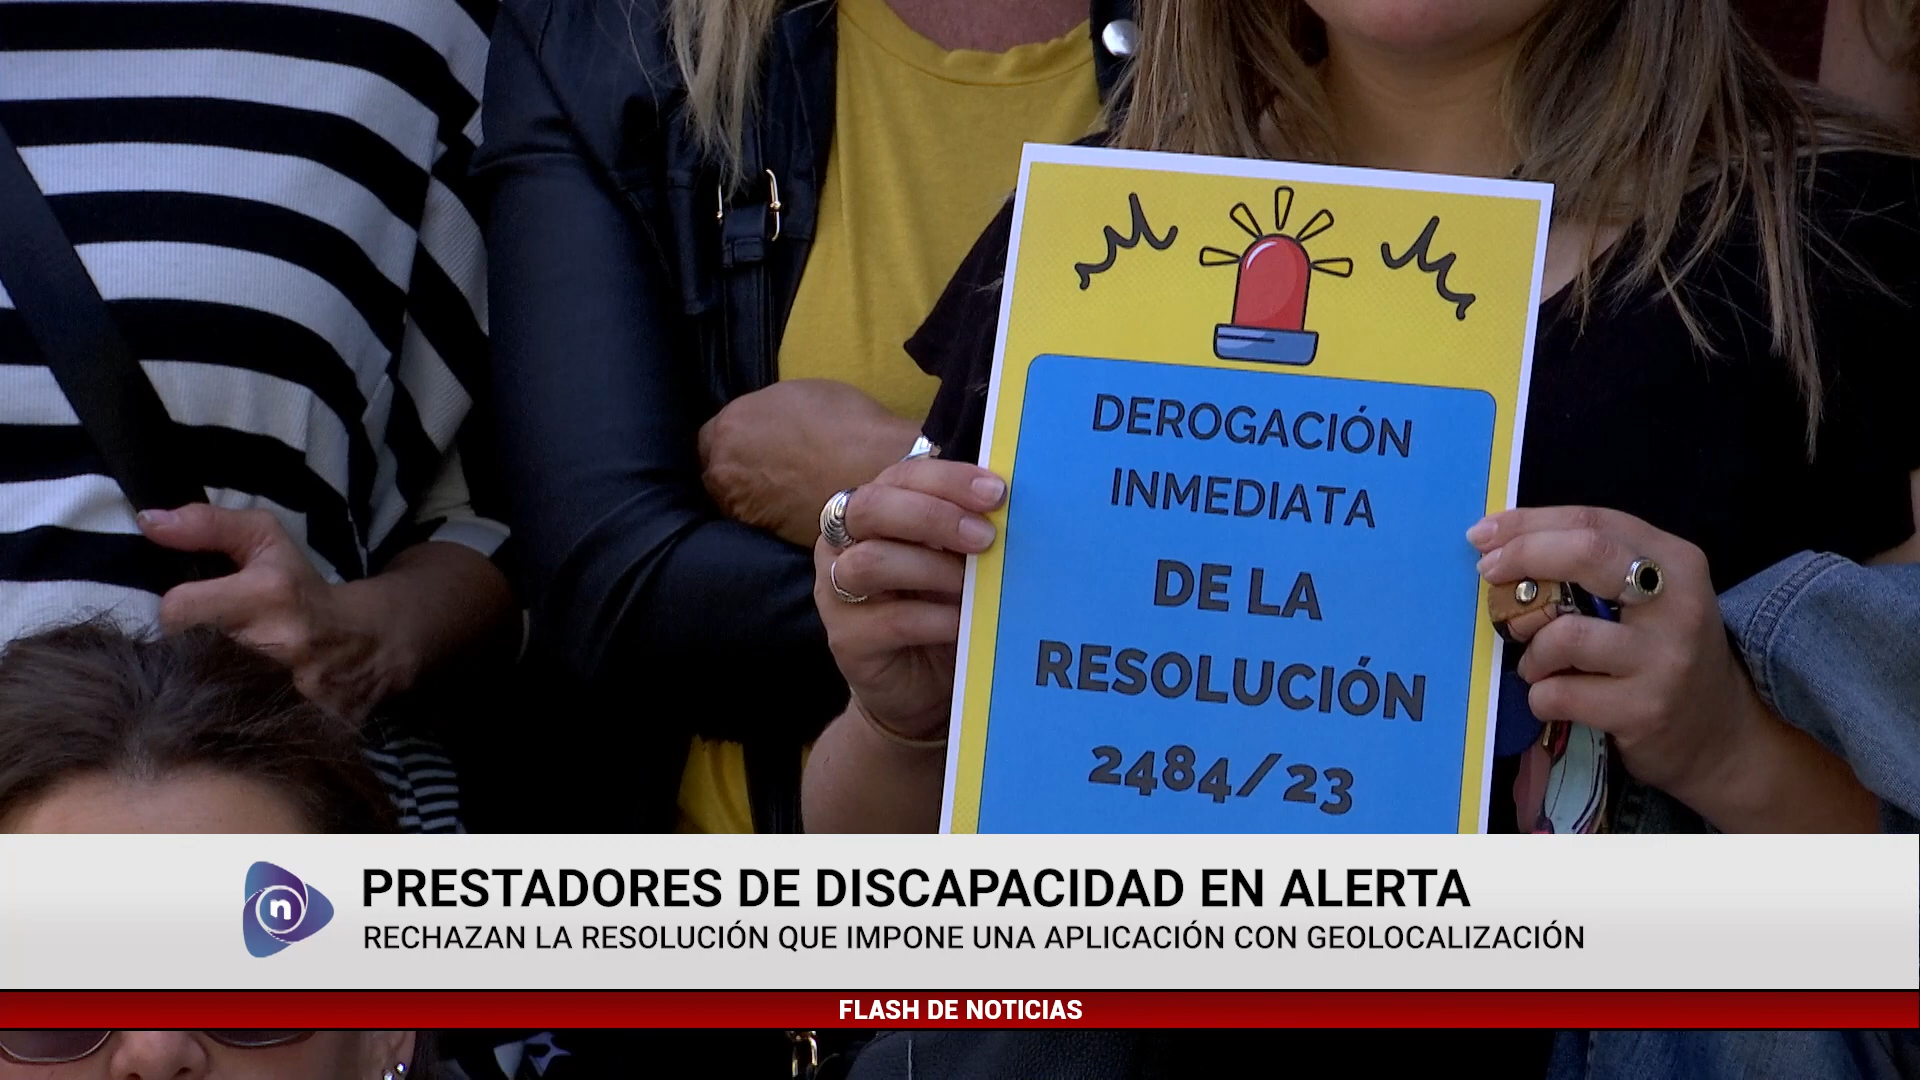 DEROGACIÓN
INMEDIATA
DE LA
RESOLUCIÓN
2484/23
n
PRESTADORES DE DISCAPACIDAD EN ALERTA
RECHAZAN LA RESOLUCIÓN QUE IMPONE UNA APLICACIÓN CON GEOLOCALIZACIÓN
FLASH DE NOTICIAS